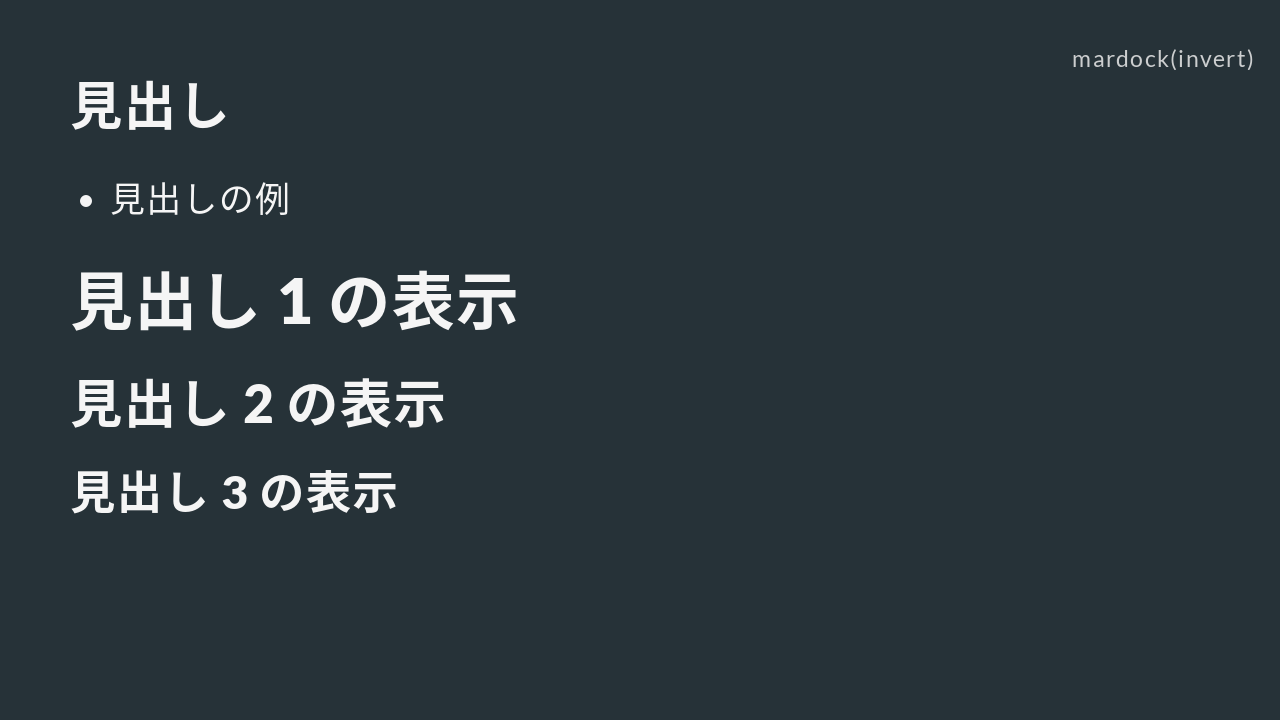 mardock(invert)
見出し
• 見出しの例
見出し 1 の表示
見出し 2 の表示
見出し 3 の表示